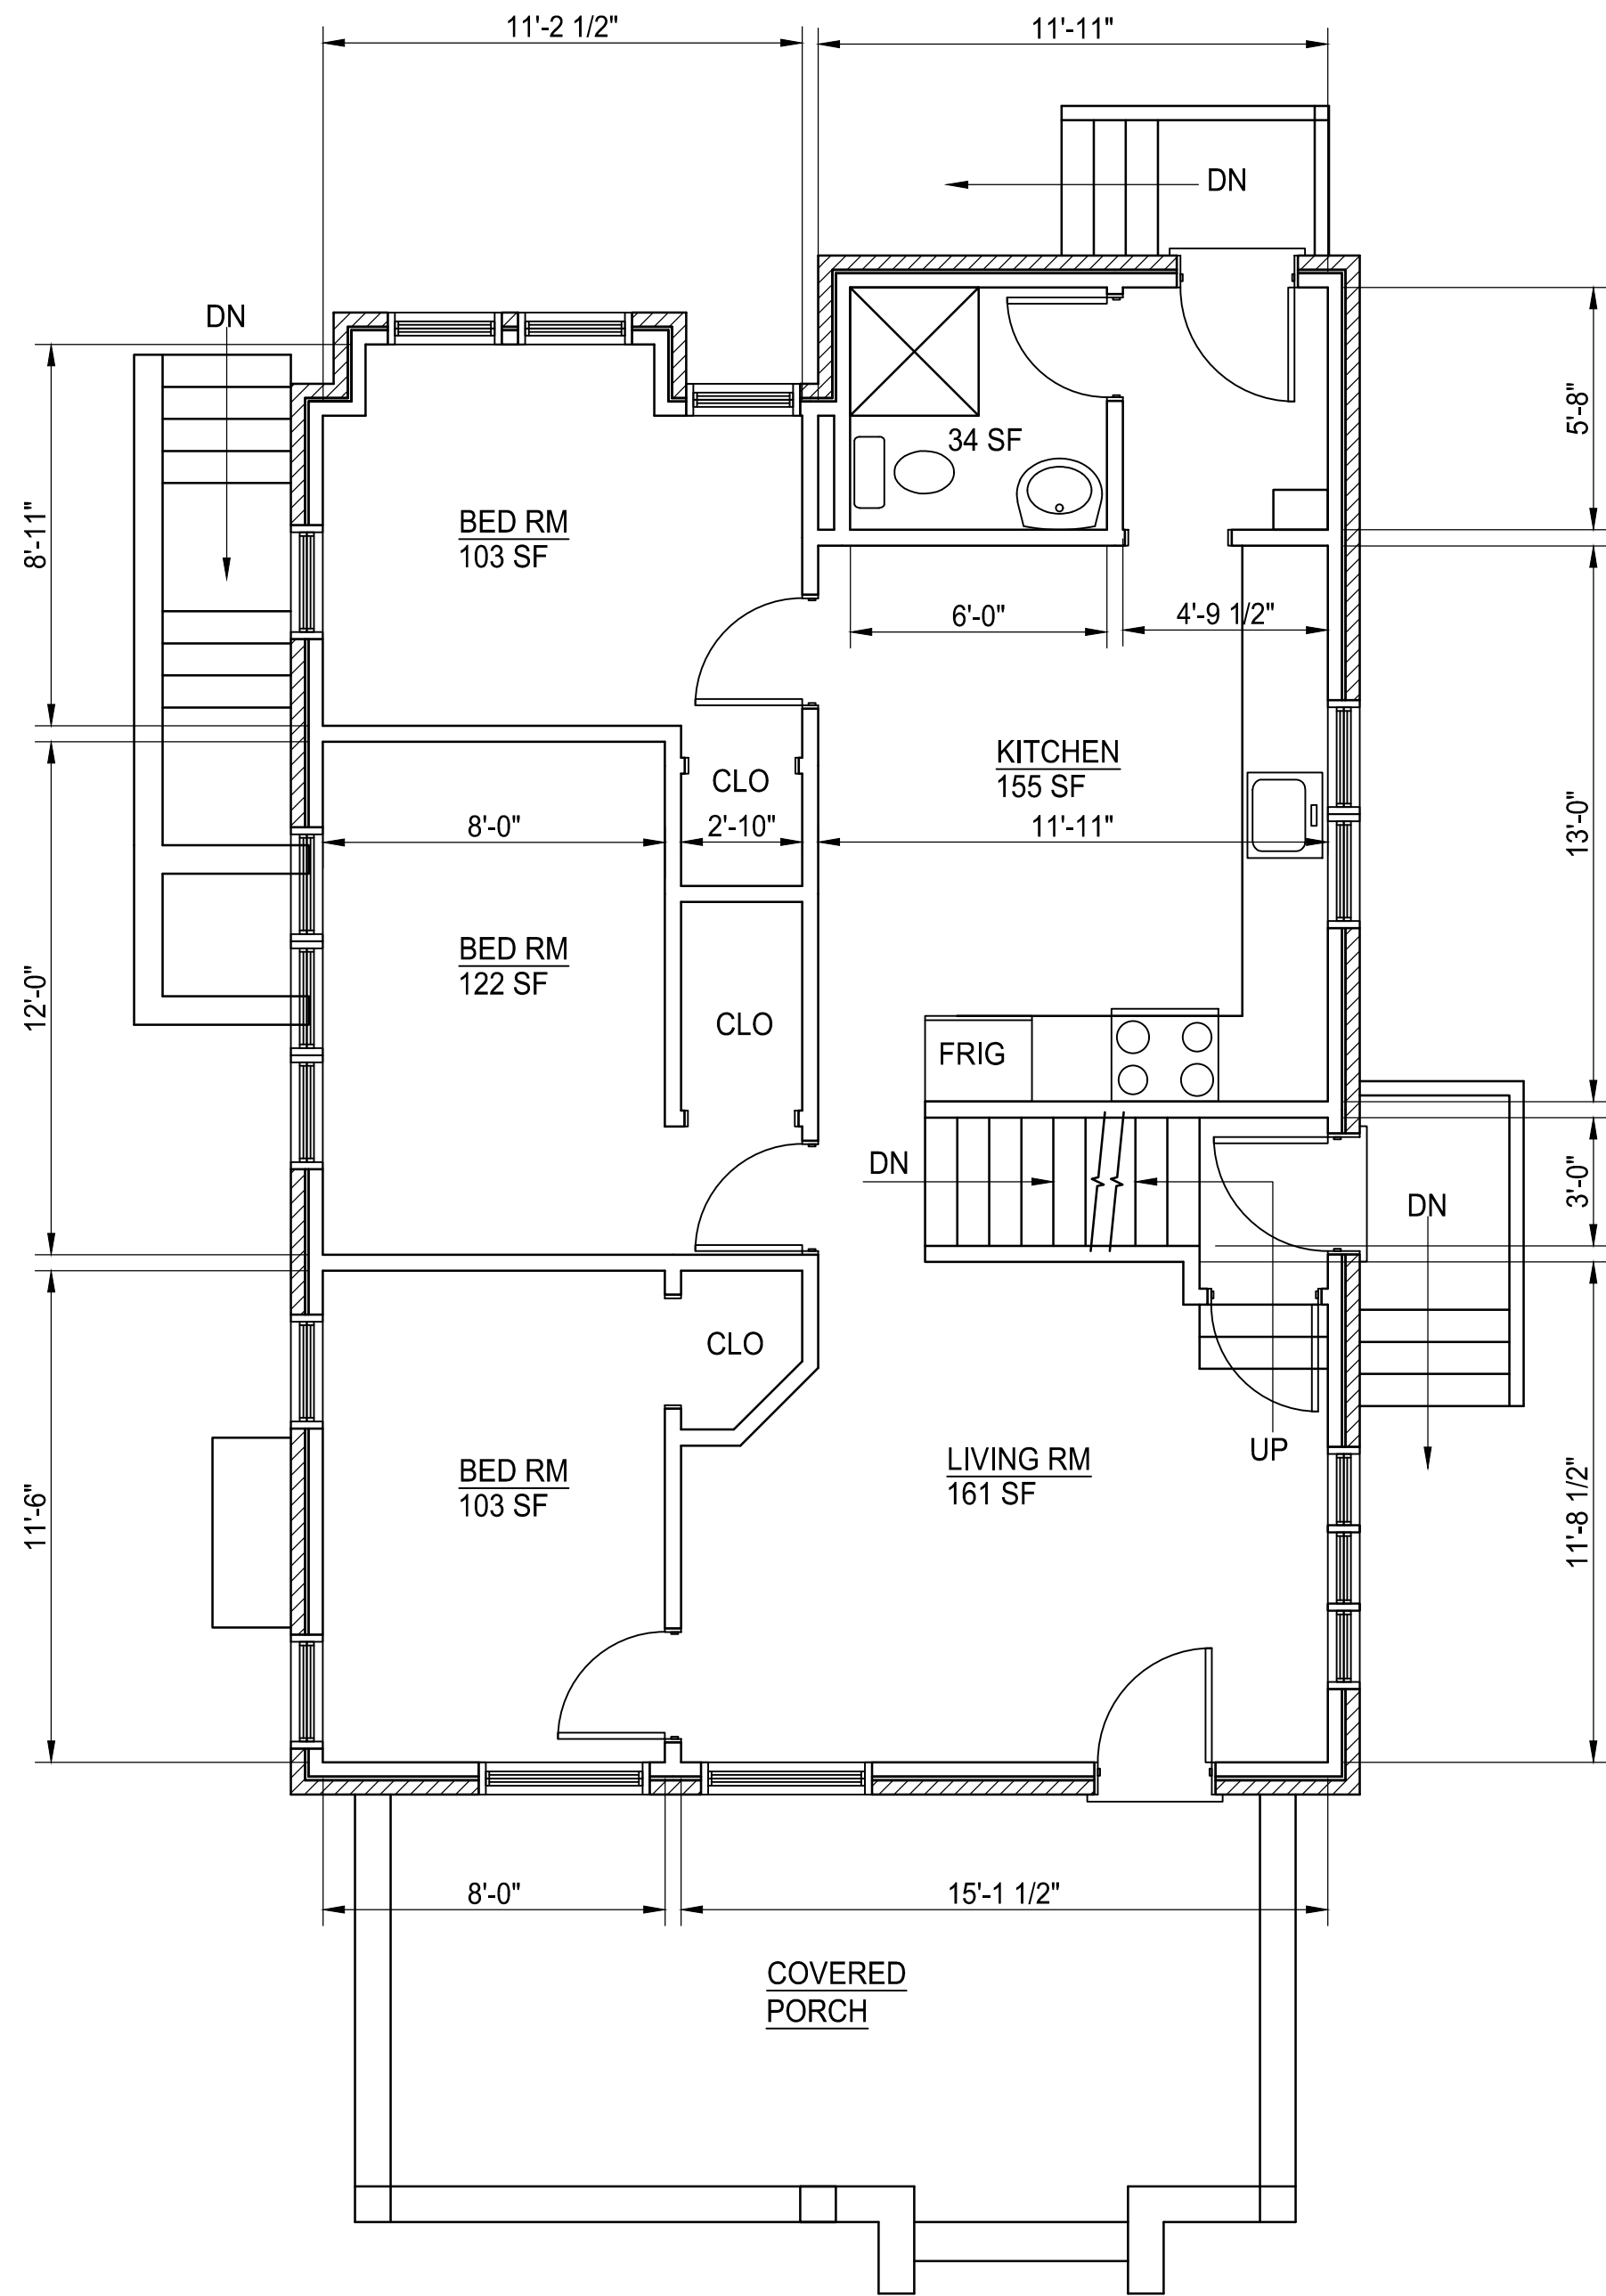 11'-2 1/2"
11'-11"
DN
DN
5'-8"
34 SF
8'-11"
BED RM
103 SF
6'-0"
4'-9 1/2"
KITCHEN
155 SF
CLO
8'-0"
2'-10"
11'-11"
13'-0"
BED RM
122 SF
12'-0"
CLO
FRIG
DN
3'-0"
DN
CLO
UP
BED RM
103 SF
LIVING RM
161 SF
11'-6"
11'-8 1/2"
8'-0"
15'-1 1/2"
COVERED
PORCH